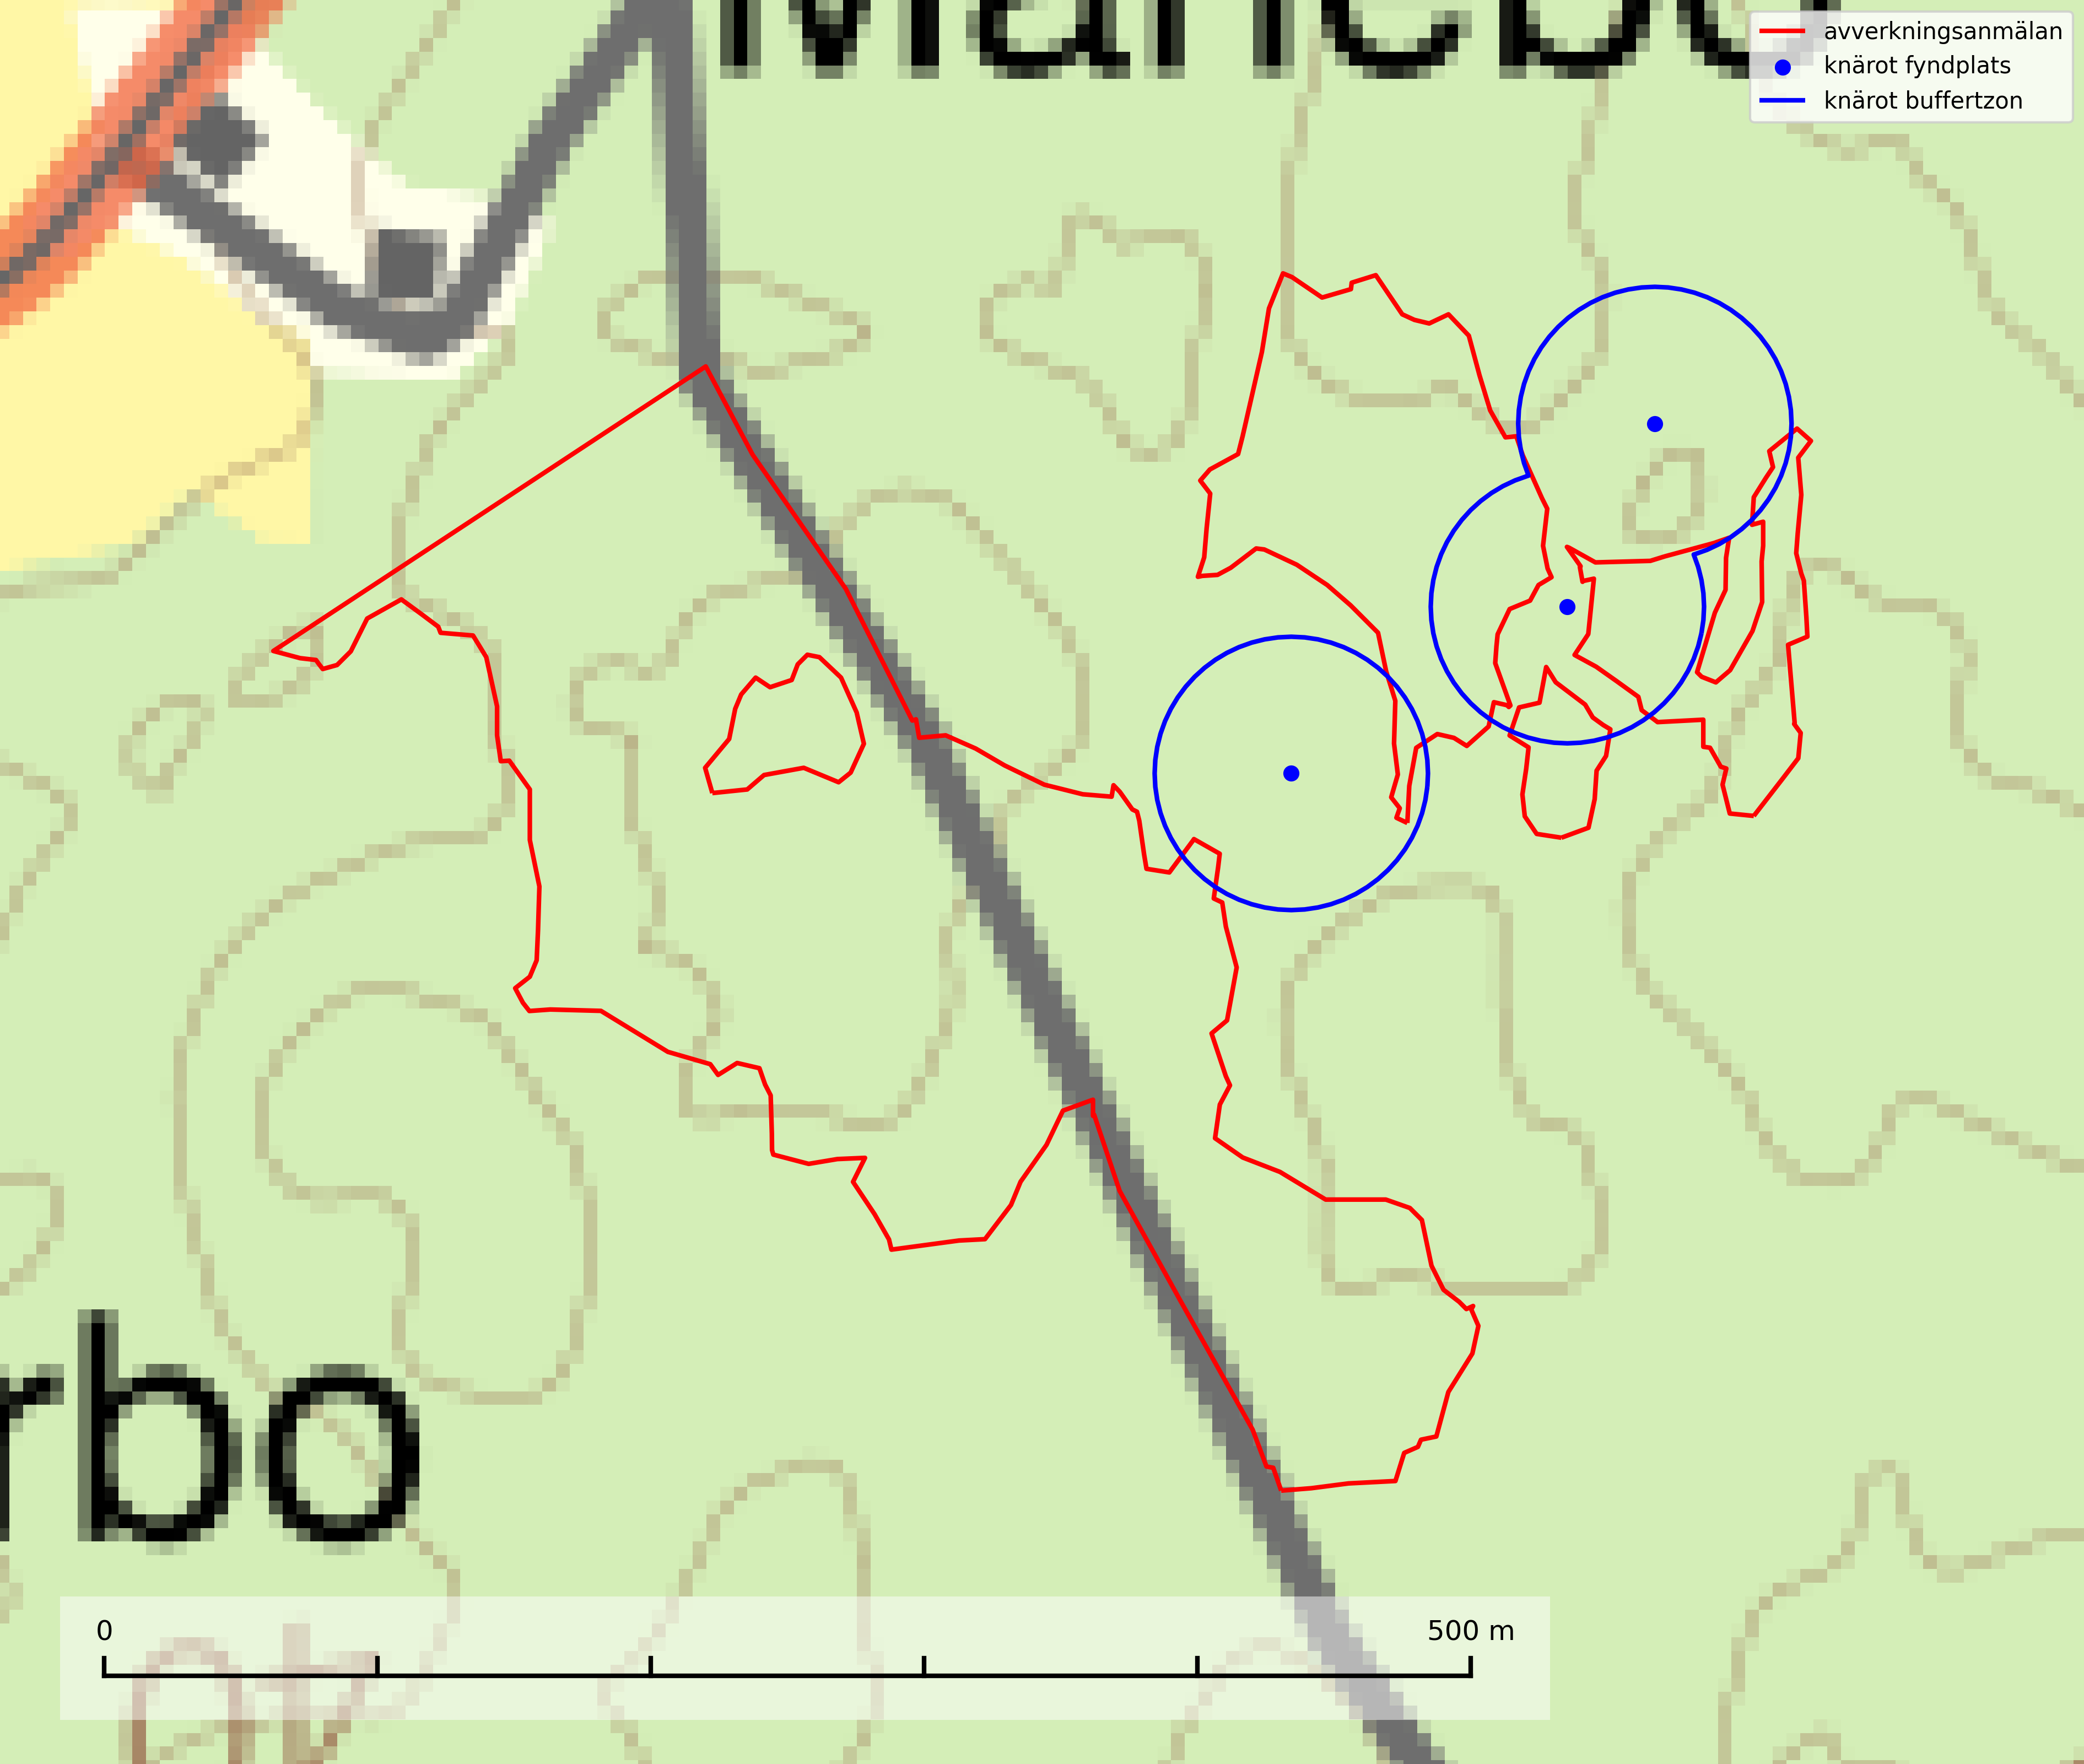 avverkningsanmälan
knärot fyndplats
knärot buffertzon
rbo
0 500 m